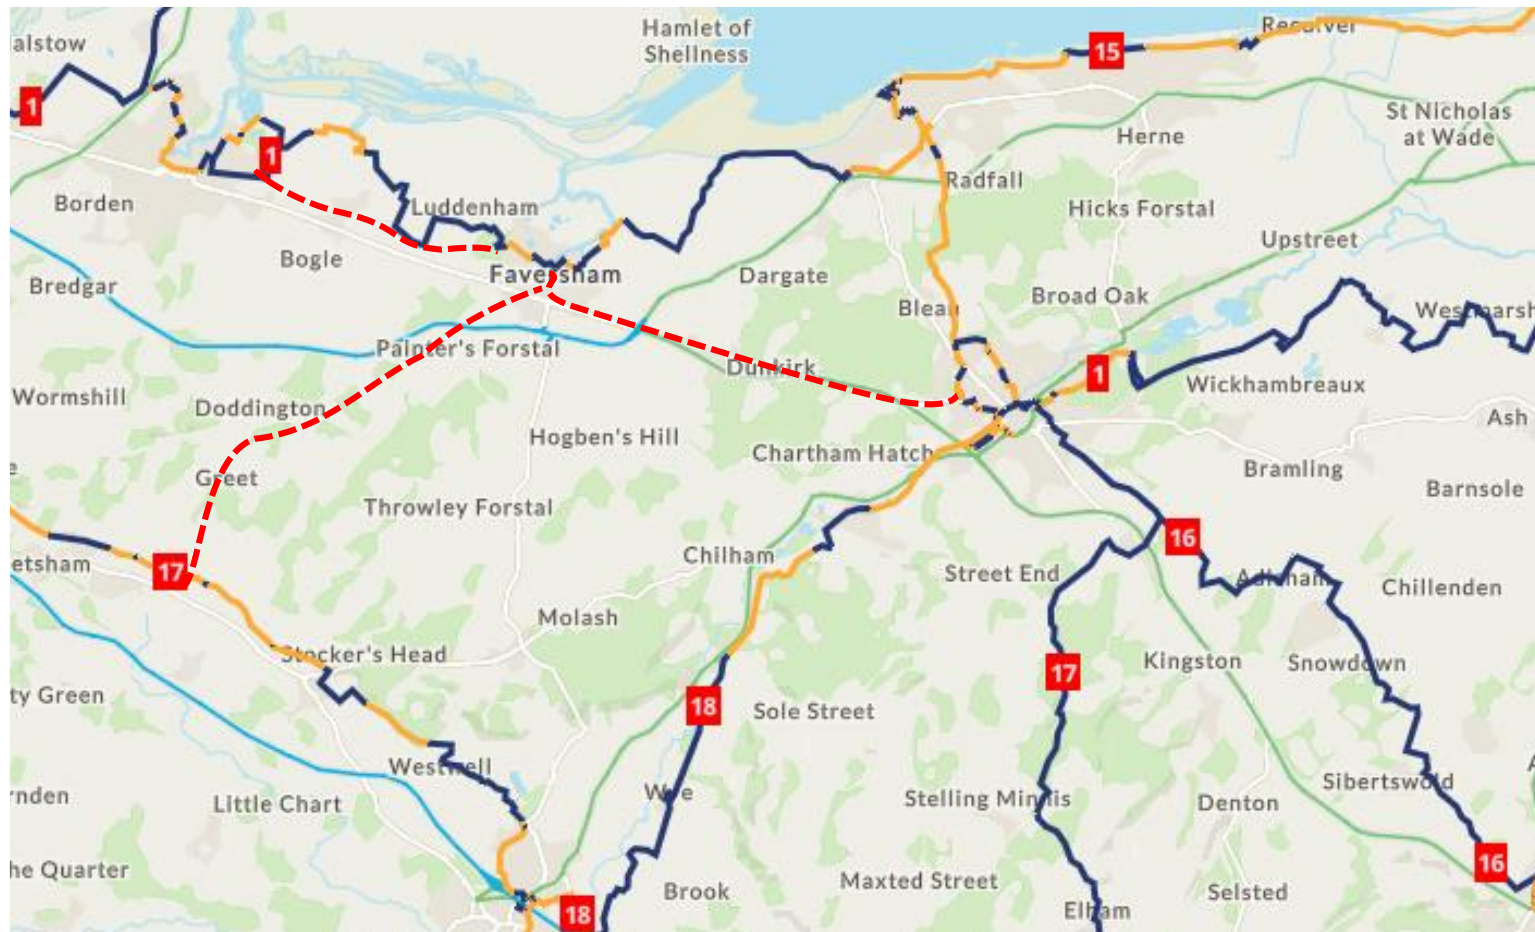 Hamlet of
Shellness
Reculver
alstow
15
1
St Nicholas
at Wade
Herne
1
Radfall
Borden
Luddenham
Hicks Forstal
Upstreet
Bogle
Faversham
Dargate
Bredgar
Broad Oak
Blean
Westmarsh
Painter's Forstal
Dunkirk
1
Wickhambreaux
Wormshill
Doddington
Ash
Hogben's Hill
Chartham Hatch
e
Greet
Bramling
Barnsole
Throwley Forstal
16
Chilham
etsham
17
Street End
Adisham
Chillenden
Molash
Stocker's Head
Kingston
Snowdown
17
ty Green
18
Sole Street
Westwell
Sibertswold
A
rnden
Little Chart
Wye
Stelling Minnis
Denton
16
he Quarter
Brook
Maxted Street
Selsted
18
Elham